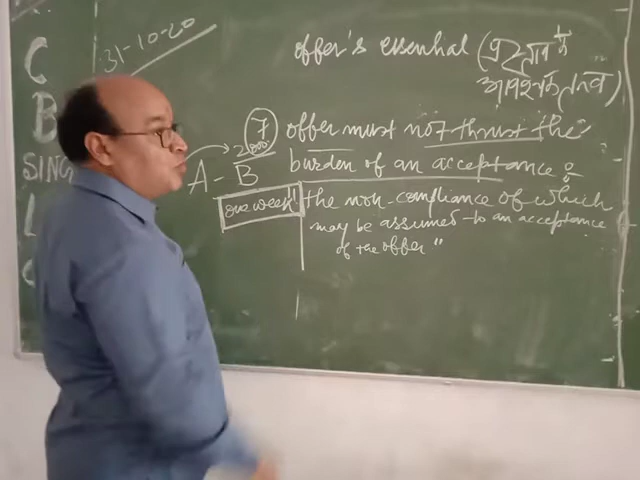 31-10-20
offer's essential (प्रस्ताव के
आवश्यक तत्व)
C
B
SING
L
C
A - B
2000
one week
7 offer must not thrust the
burden of an acceptance:
"the non-compliance of which
may be assumed to an acceptance
of the offer"